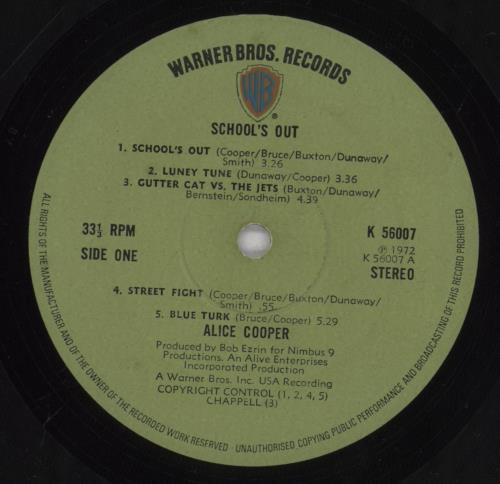 WARNER BROS. RECORDS
WB
®
SCHOOL'S OUT
1. SCHOOL'S OUT (Cooper/Bruce/Buxton/Dunaway/
Smith) 3.26
2. LUNEY TUNE (Dunaway/Cooper) 3.36
3. GUTTER CAT VS. THE JETS (Buxton/Dunaway/
Bernstein/Sondheim) 4.39
33⅓ RPM
SIDE ONE
K 56007
℗ 1972
K 56007 A
STEREO
4. STREET FIGHT (Cooper/Bruce/Buxton/Dunaway/
Smith) .55
5. BLUE TURK (Bruce/Cooper) 5.29
ALICE COOPER
Produced by Bob Ezrin for Nimbus 9
Productions. An Alive Enterprises
Incorporated Production
A Warner Bros. Inc. USA Recording
COPYRIGHT CONTROL (1, 2, 4, 5)
CHAPPELL (3)
ALL RIGHTS OF THE MANUFACTURER AND OF THE OWNER OF THE RECORDED WORK RESERVED - UNAUTHORISED COPYING PUBLIC PERFORMANCE AND BROADCASTING OF THIS RECORD PROHIBITED